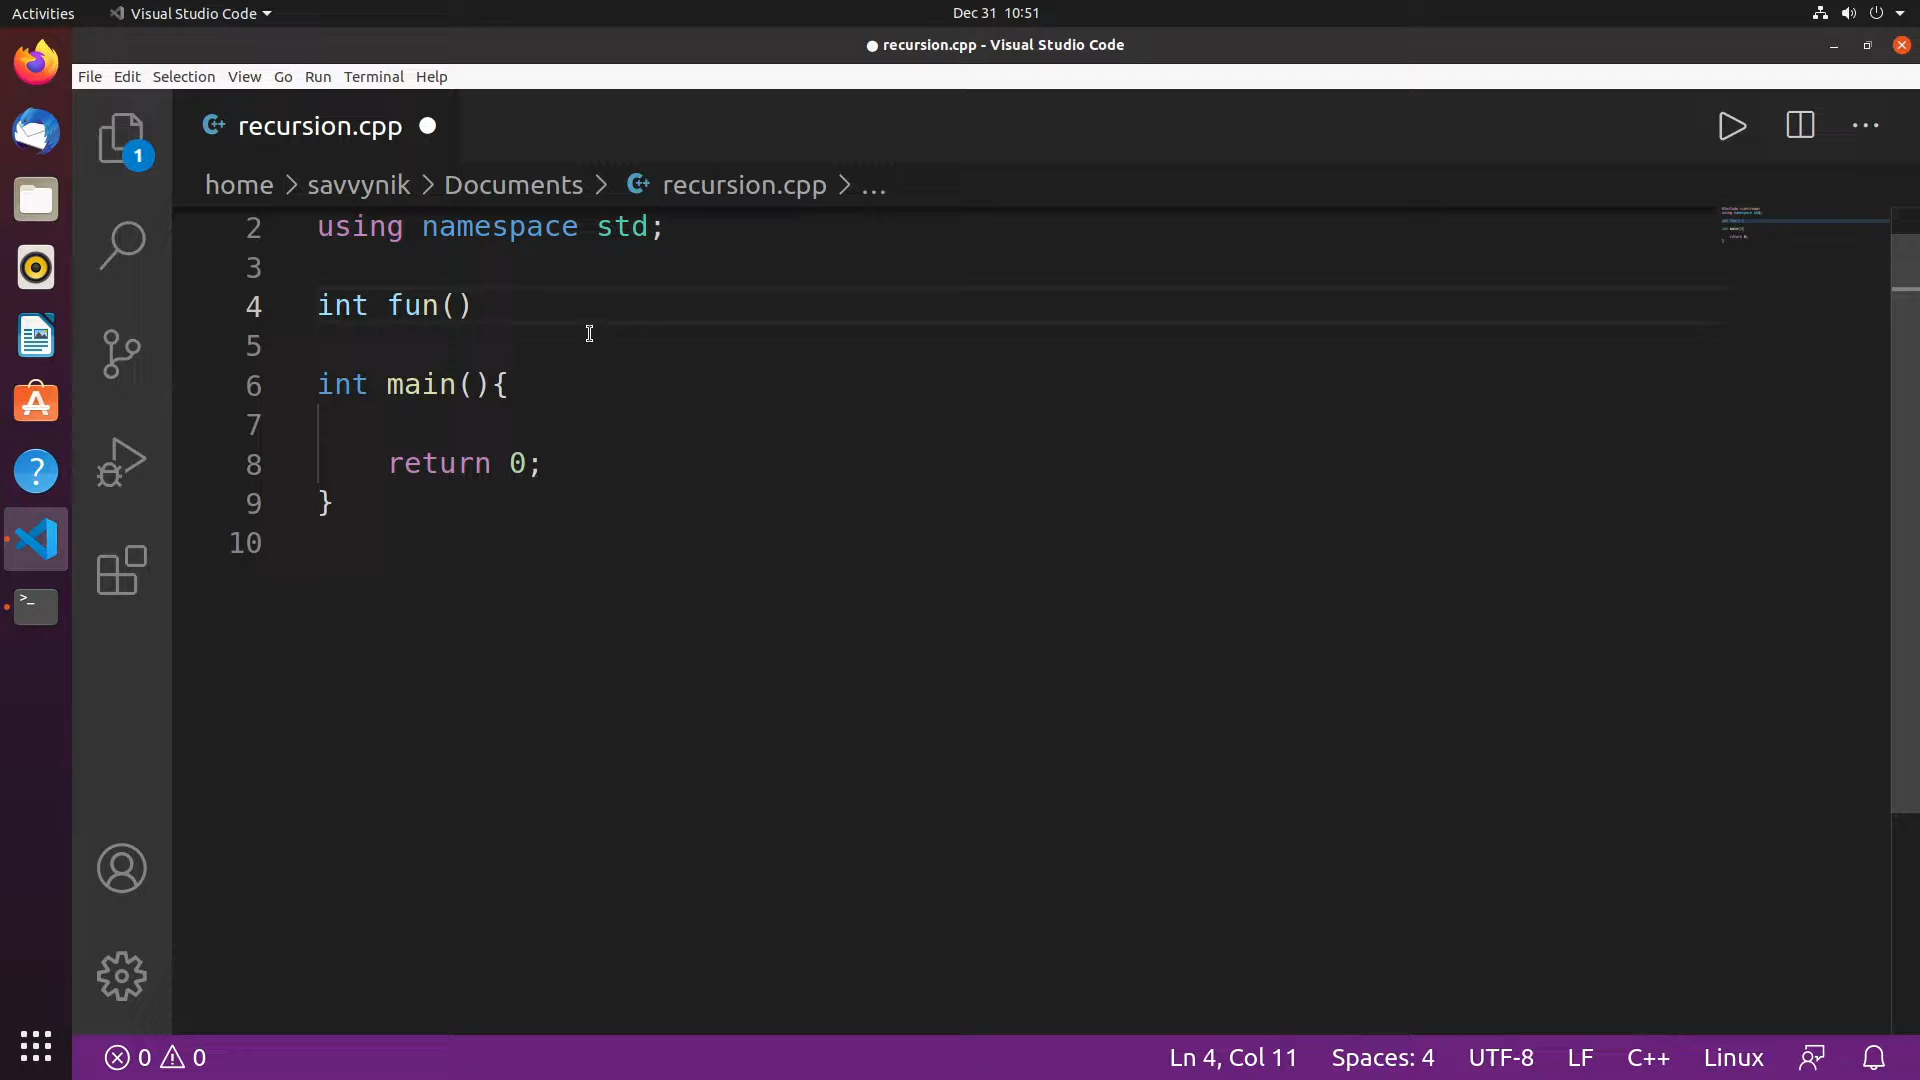 Activities Visual Studio Code Dec 31 10:51
recursion.cpp - Visual Studio Code
File Edit Selection View Go Run Terminal Help
1
recursion.cpp
home > savvynik > Documents > recursion.cpp > ...
2 using namespace std;
3
4 int fun()
5
6 int main(){
7
8 return 0;
9 }
10
0 0 Ln 4, Col 11 Spaces: 4 UTF-8 LF C++ Linux